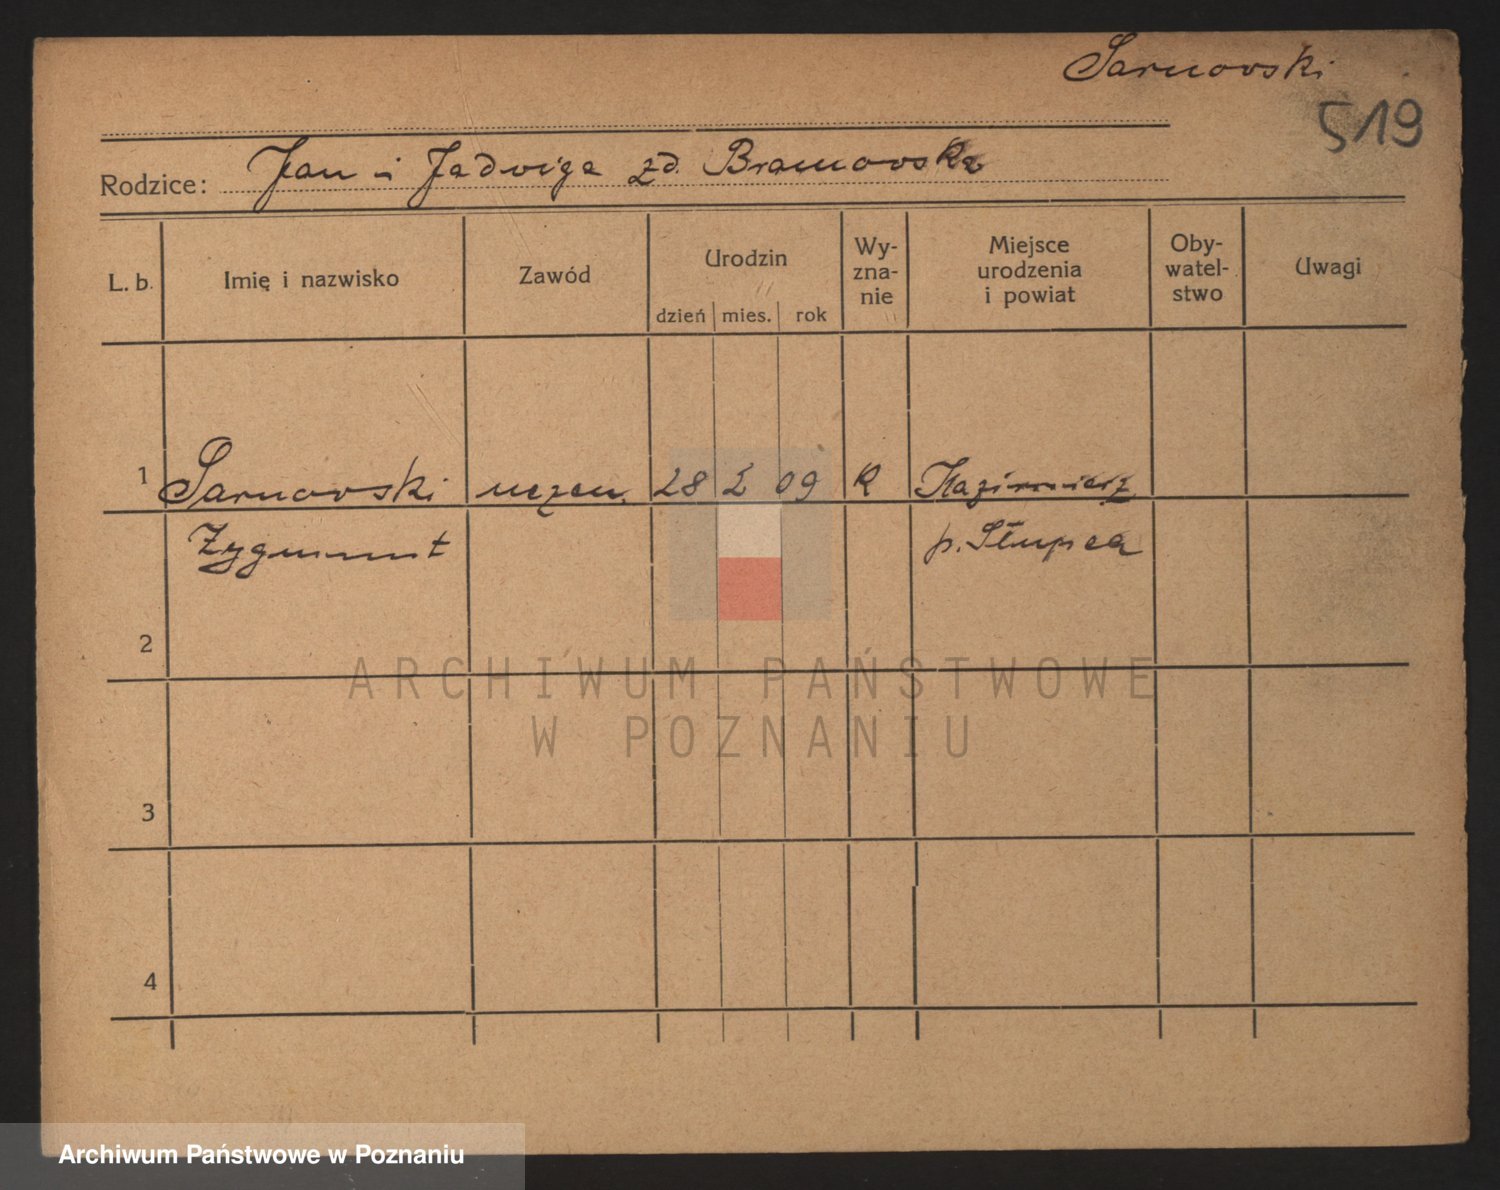 Sarnowski
519
Rodzice: Jan i Jadwiga zd. Bramowska
L. b. Imię i nazwisko Zawód Urodzin dzień mies. rok Wy-zna-nie Miejsce urodzenia i powiat Oby-watel-stwo Uwagi
1 Sarnowski uczeń 28 2 09 R Kazimierz
Zygmunt p. Słupca
2
3
4
ARCHIWUM PAŃSTWOWE
W POZNANIU
Archiwum Państwowe w Poznaniu